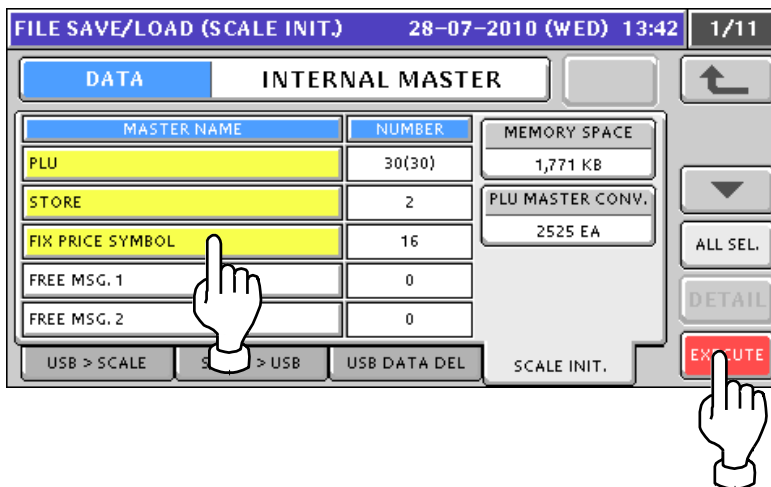 FILE SAVE/LOAD (SCALE INIT.) 28-07-2010 (WED) 13:42 1/11
DATA INTERNAL MASTER
MASTER NAME NUMBER MEMORY SPACE
PLU 30(30) 1,771 KB
STORE 2 PLU MASTER CONV.
FIX PRICE SYMBOL 16 2525 EA ALL SEL.
FREE MSG. 1 0
DETAIL
FREE MSG. 2 0
USB > SCALE > USB USB DATA DEL SCALE INIT. EXECUTE